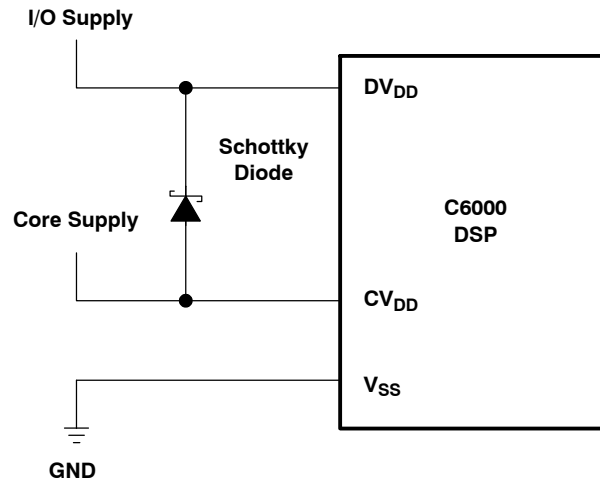 I/O Supply
DVDD
Schottky
Diode
Core Supply
C6000
DSP
CVDD
VSS
GND